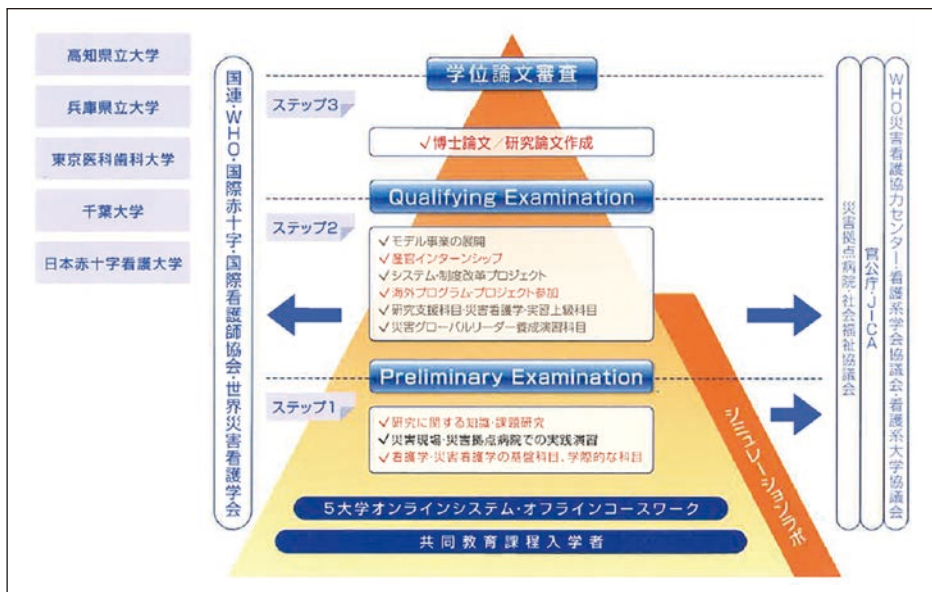 高知県立大学
兵庫県立大学
東京医科歯科大学
千葉大学
日本赤十字看護大学
国連・WHO・国際赤十字・国際看護師協会・世界災害看護学会
学位論文審査
ステップ3
✓博士論文／研究論文作成
Qualifying Examination
ステップ2
✓モデル事業の展開
✓産官インターンシップ
✓システム・制度改革プロジェクト
✓海外プログラム・プロジェクト参加
✓研究支援科目・災害看護学・実習上級科目
✓災害グローバルリーダー養成演習科目
Preliminary Examination
ステップ1
✓研究に関する知識・課題研究
✓災害現場・災害拠点病院での実践演習
✓看護学・災害看護学の基盤科目、学際的な科目
5大学オンラインシステム・オフラインコースワーク
共同教育課程入学者
シミュレーションラボ
災害拠点病院・社会福祉協議会
官公庁・JICA
WHO災害看護協力センター・看護系学会協議会・看護系大学協議会